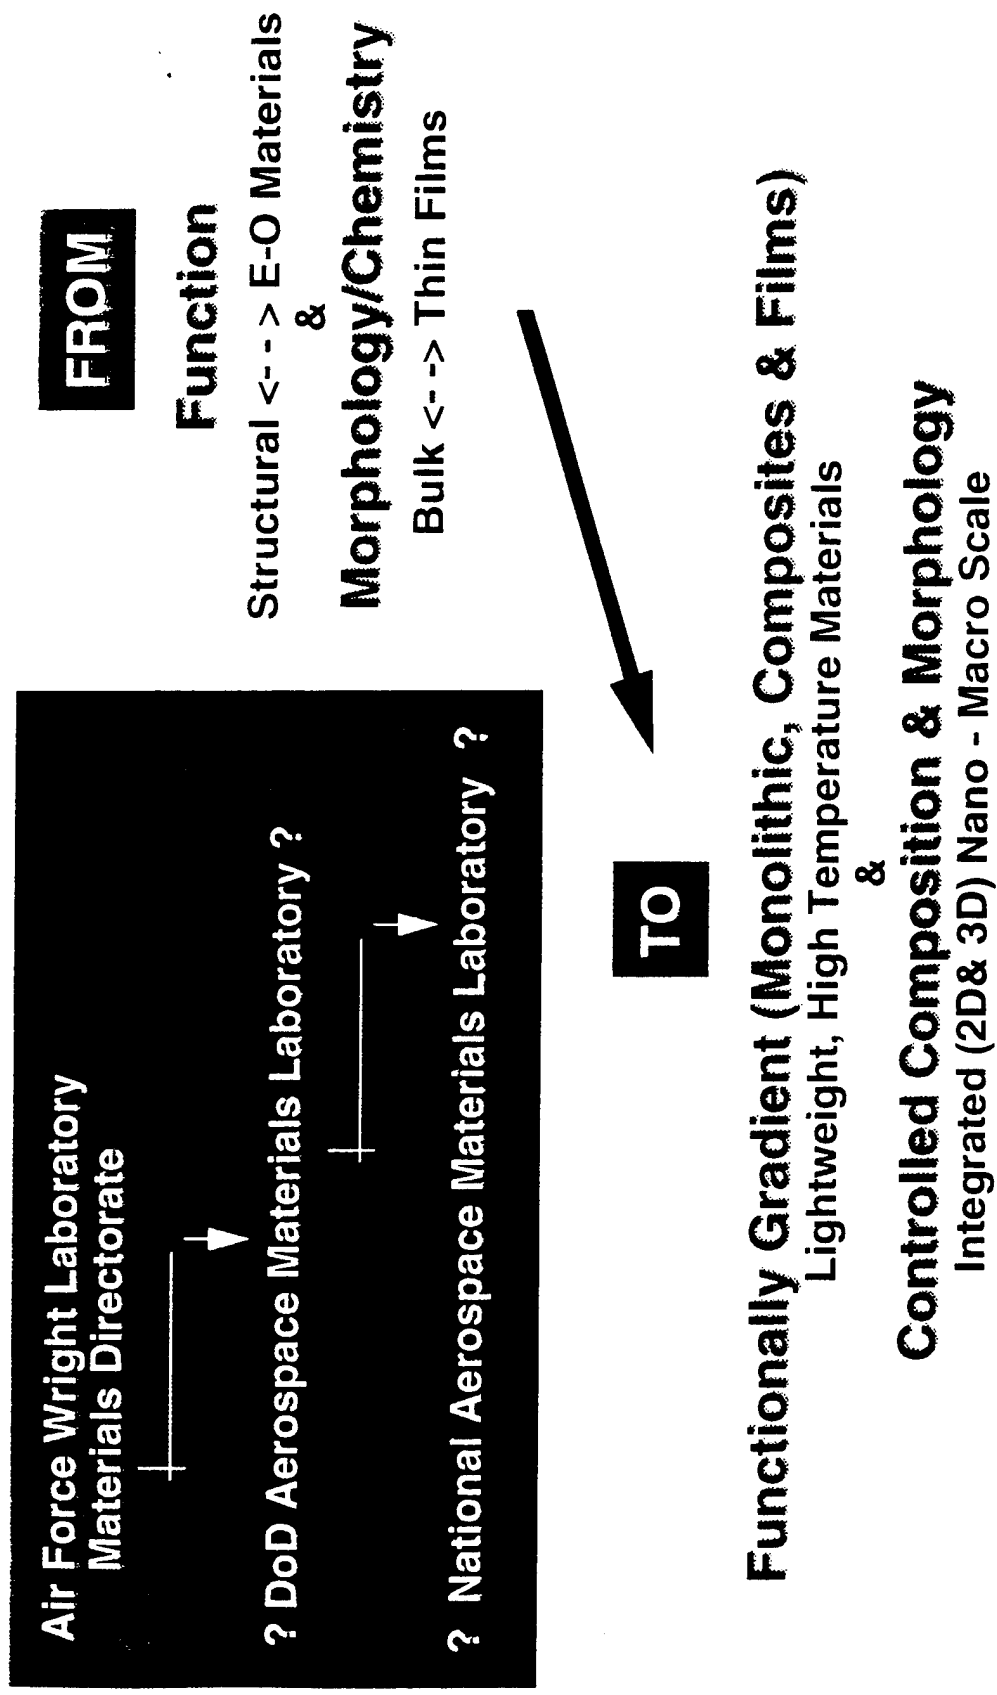 Air Force Wright Laboratory
Materials Directorate
? DoD Aerospace Materials Laboratory ?
? National Aerospace Materials Laboratory ?
FROM
Function
Structural <- - > E-O Materials
&
Morphology/Chemistry
Bulk <- -> Thin Films
TO
Functionally Gradient (Monolithic, Composites & Films)
Lightweight, High Temperature Materials
&
Controlled Composition & Morphology
Integrated (2D& 3D) Nano - Macro Scale